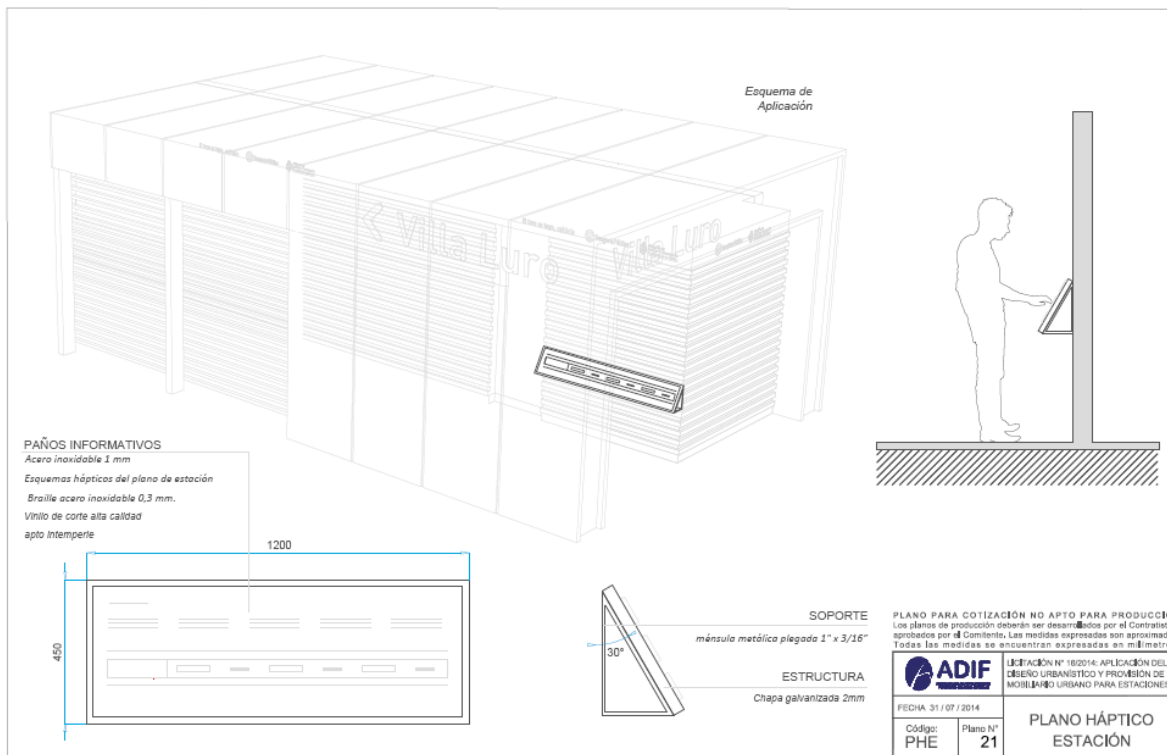 Esquema de
Aplicación
Villa Luro
Villa Luro
PAÑOS INFORMATIVOS
Acero inoxidable 1 mm
Esquemas hápticos del plano de estación
Braille acero inoxidable 0,3 mm.
Vinilo de corte alta calidad
apto intemperie
1200
450
30°
SOPORTE
ménsula metálica plegada 1" x 3/16"
ESTRUCTURA
Chapa galvanizada 2mm
PLANO PARA COTIZACIÓN NO APTO PARA PRODUCCI
Los planos de producción deberán ser desarrollados por el Contratist
aprobados por el Comitente. Las medidas expresadas son aproximad
Todas las medidas se encuentran expresadas en milímetr
ADIF
LICITACIÓN N° 16/2014: APLICACIÓN DEL
DISEÑO URBANÍSTICO Y PROVISIÓN DE
MOBILIARIO URBANO PARA ESTACIONES
FECHA 31 / 07 / 2014
Código:
PHE
Plano N°
21
PLANO HÁPTICO
ESTACIÓN